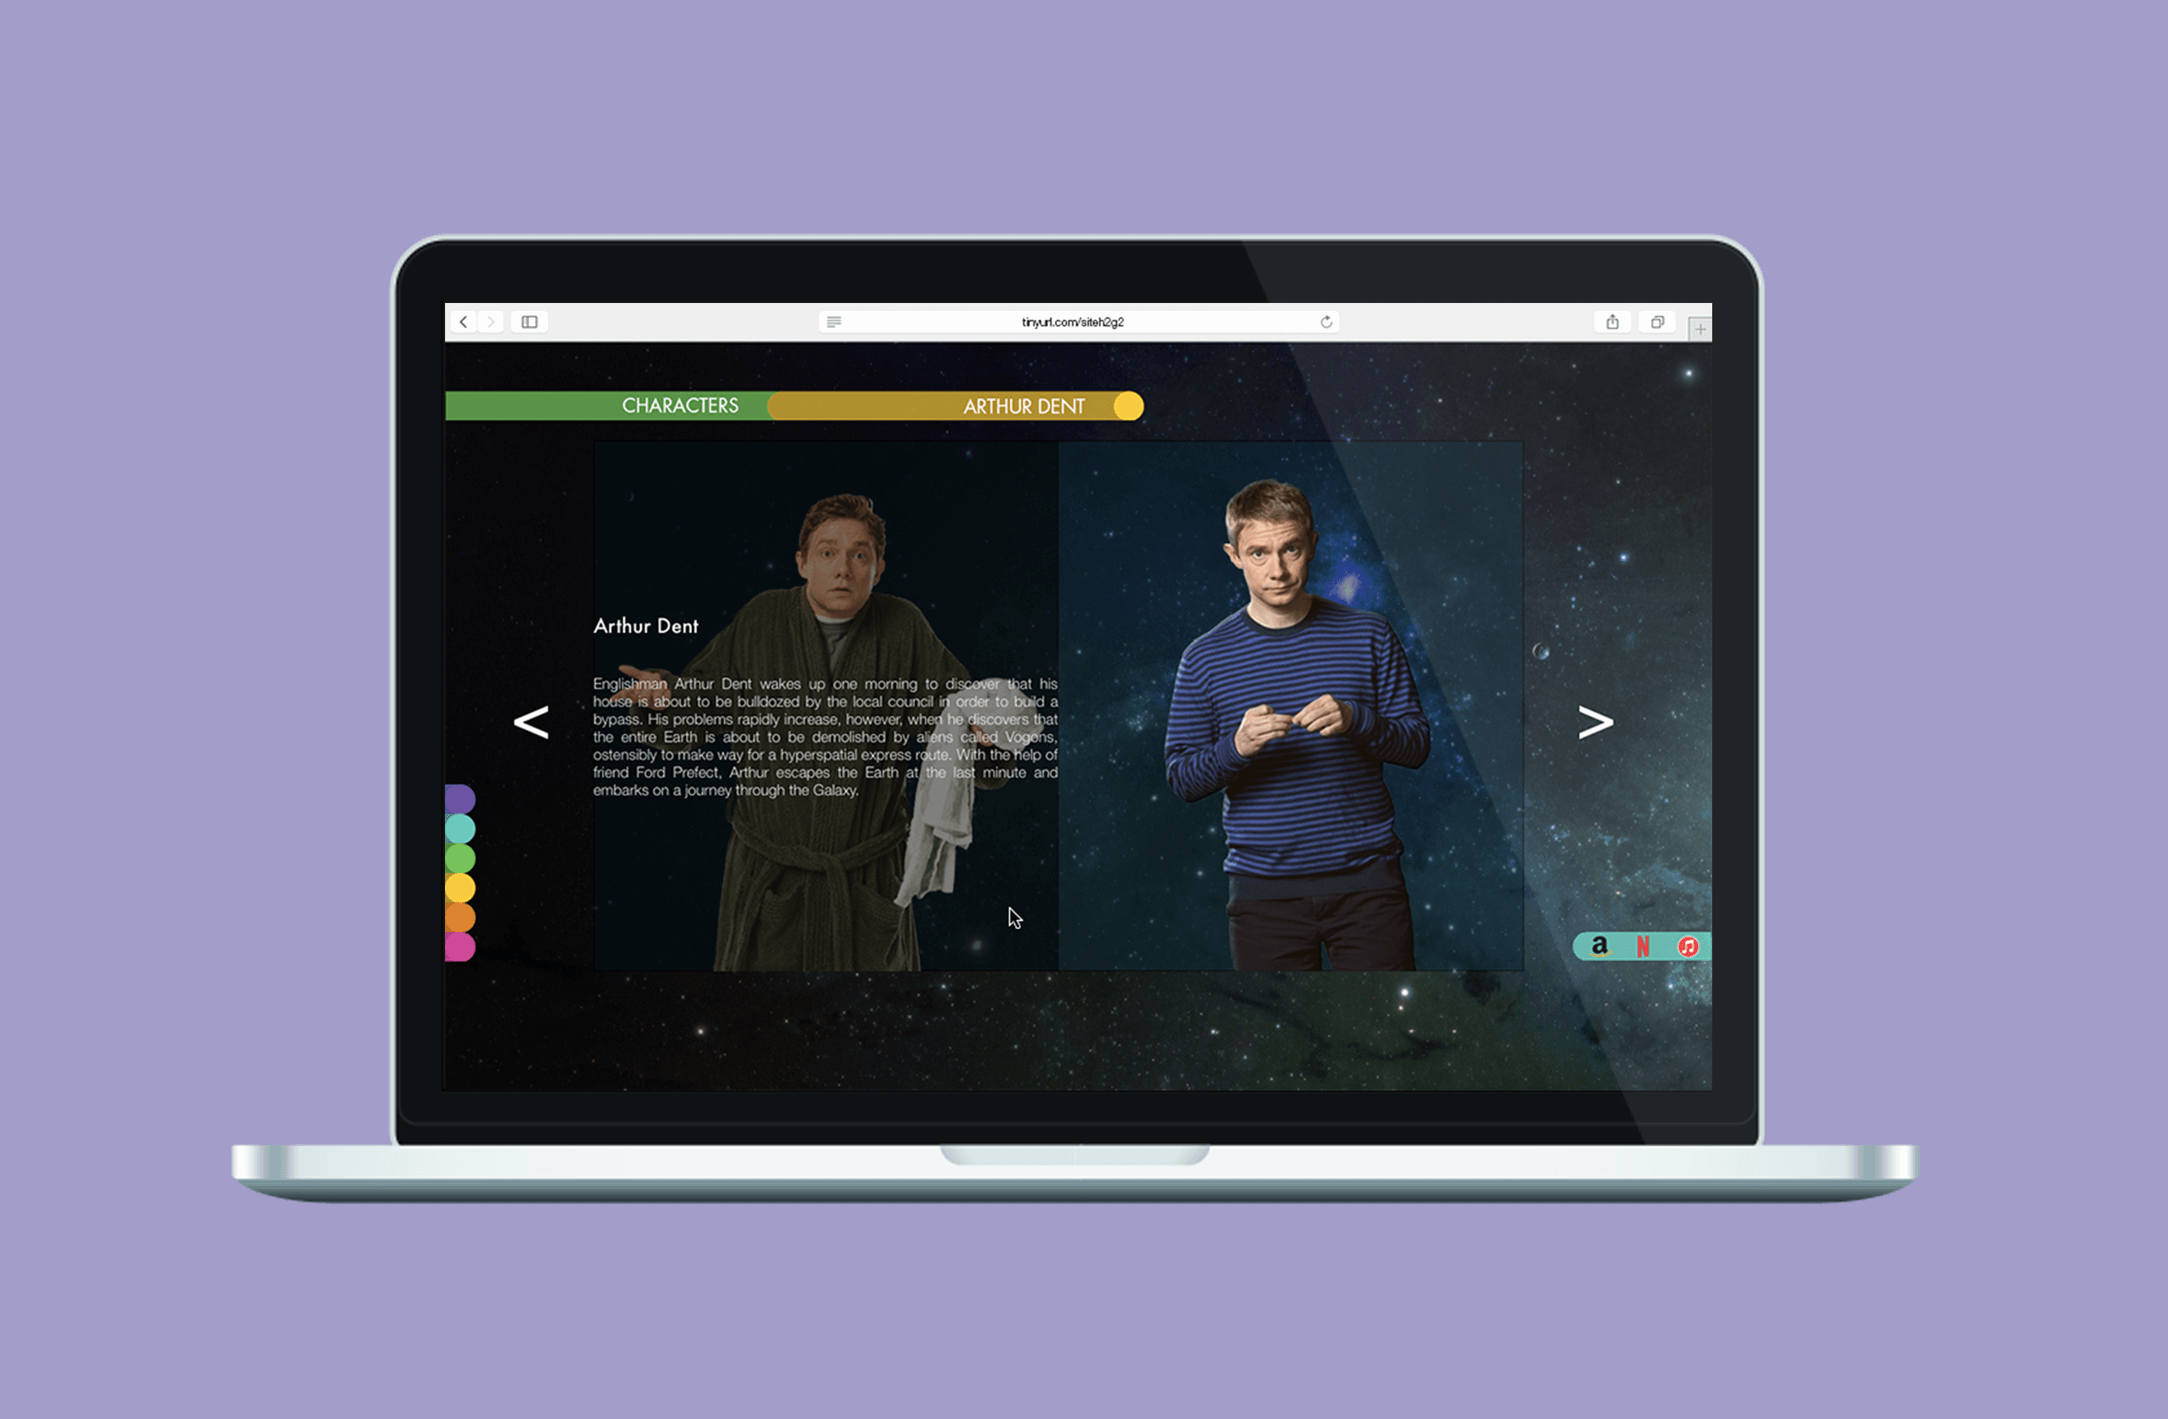 tinyurl.com/siteh2g2
CHARACTERS
ARTHUR DENT
Arthur Dent
Englishman Arthur Dent wakes up one morning to discover that his
house is about to be bulldozed by the local council in order to build a
bypass. His problems rapidly increase, however, when he discovers that
the entire Earth is about to be demolished by aliens called Vogons,
ostensibly to make way for a hyperspatial express route. With the help of
friend Ford Prefect, Arthur escapes the Earth at the last minute and
embarks on a journey through the Galaxy.
< >
a N